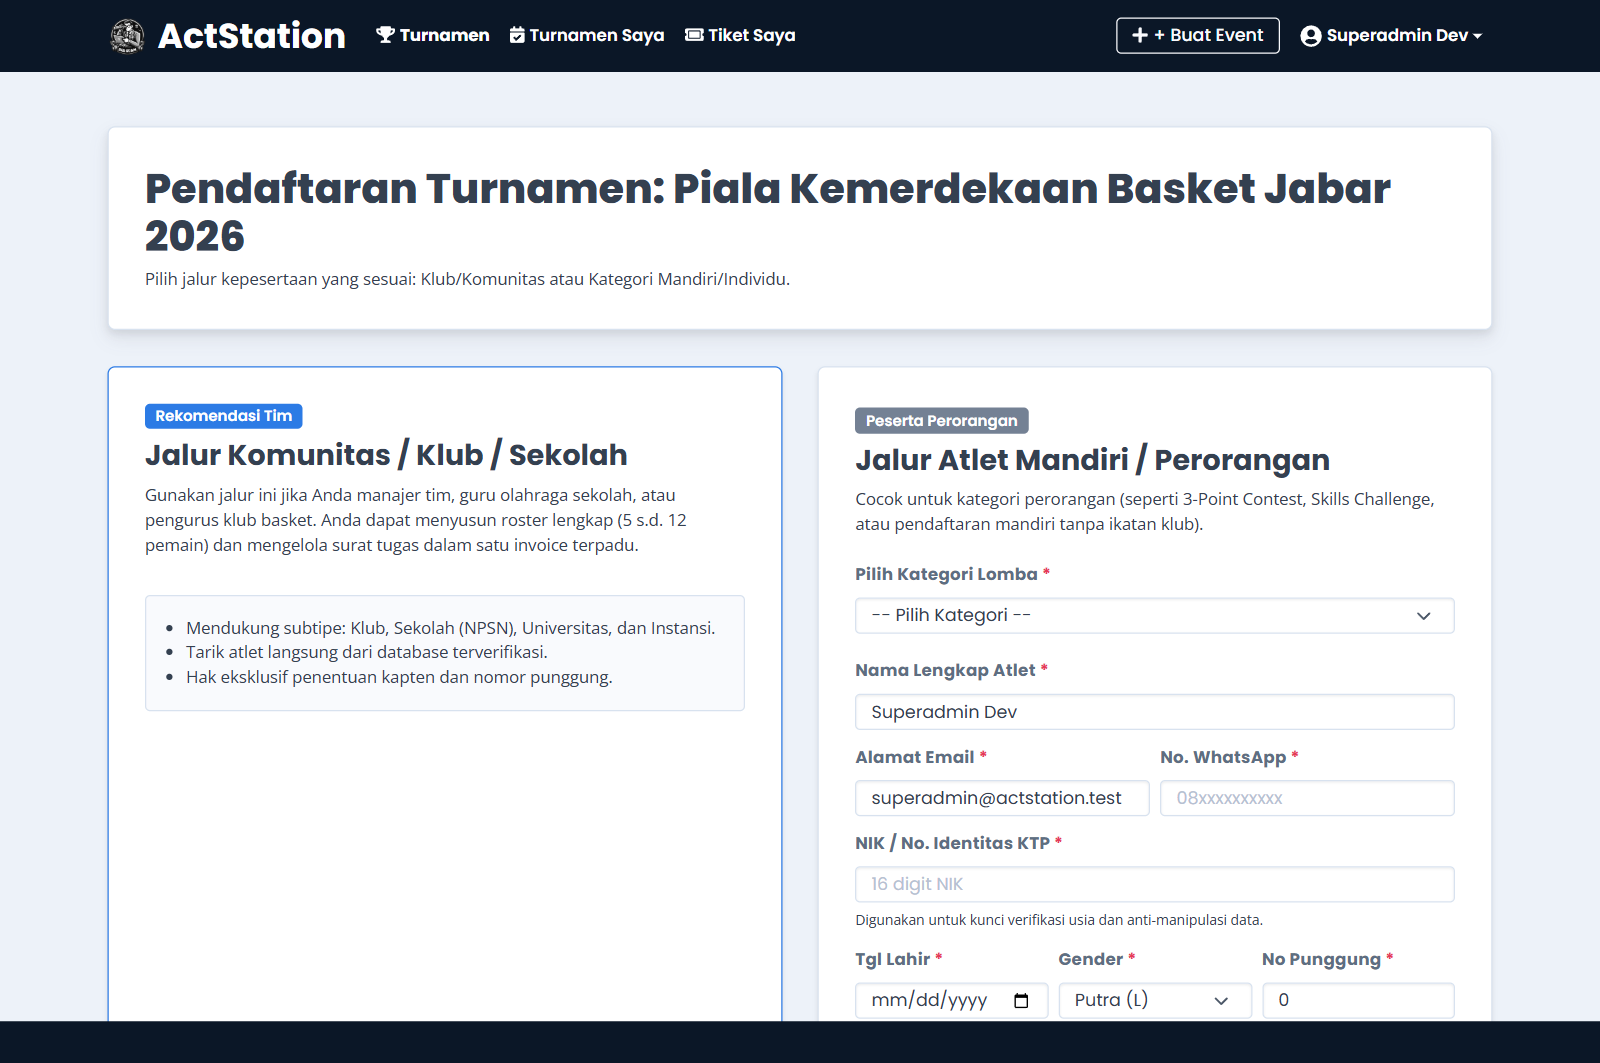 ActStation
Turnamen
Turnamen Saya
Tiket Saya
+ Buat Event
Superadmin Dev
Pendaftaran Turnamen: Piala Kemerdekaan Basket Jabar
2026
Pilih jalur kepesertaan yang sesuai: Klub/Komunitas atau Kategori Mandiri/Individu.
Rekomendasi Tim
Jalur Komunitas / Klub / Sekolah
Gunakan jalur ini jika Anda manajer tim, guru olahraga sekolah, atau
pengurus klub basket. Anda dapat menyusun roster lengkap (5 s.d. 12
pemain) dan mengelola surat tugas dalam satu invoice terpadu.
Mendukung subtipe: Klub, Sekolah (NPSN), Universitas, dan Instansi.
Tarik atlet langsung dari database terverifikasi.
Hak eksklusif penentuan kapten dan nomor punggung.
Peserta Perorangan
Jalur Atlet Mandiri / Perorangan
Cocok untuk kategori perorangan (seperti 3-Point Contest, Skills Challenge,
atau pendaftaran mandiri tanpa ikatan klub).
Pilih Kategori Lomba *
-- Pilih Kategori --
Nama Lengkap Atlet *
Superadmin Dev
Alamat Email *
superadmin@actstation.test
No. WhatsApp *
08xxxxxxxxxx
NIK / No. Identitas KTP *
16 digit NIK
Digunakan untuk kunci verifikasi usia dan anti-manipulasi data.
Tgl Lahir *
mm/dd/yyyy
Gender *
Putra (L)
No Punggung *
0